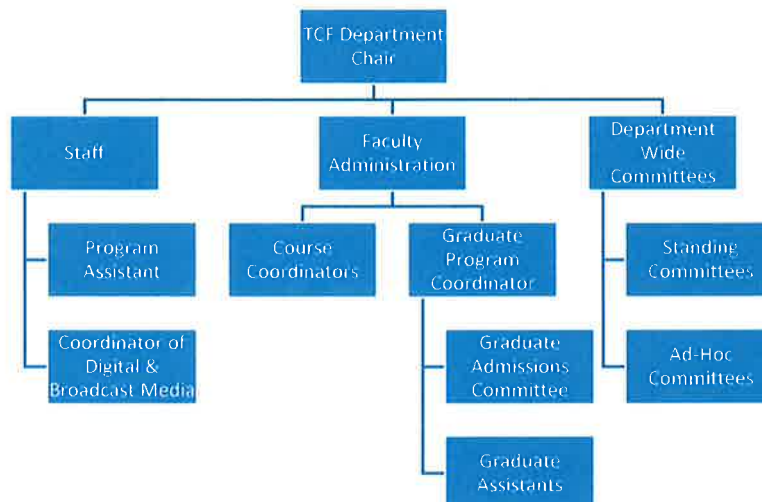 TCF Department
Chair
Staff
Faculty
Administration
Department
Wide
Committees
Program
Assistant
Course
Coordinators
Graduate
Program
Coordinator
Standing
Committees
Coordinator of
Digital &
Broadcast Media
Graduate
Admissions
Committee
Ad-Hoc
Committees
Graduate
Assistants